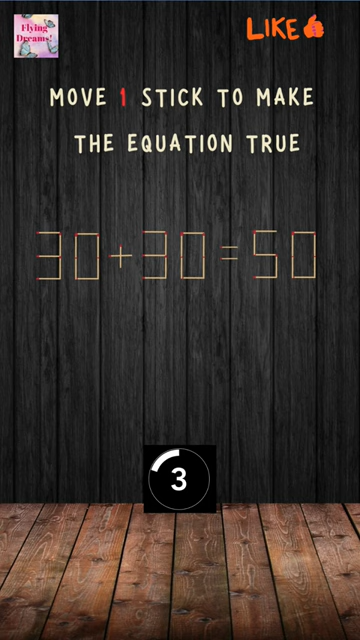 Flying
Dreams!
LIKE
MOVE 1 STICK TO MAKE
THE EQUATION TRUE
30+30=50
3